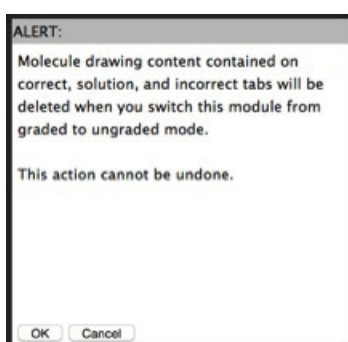 ALERT:
Molecule drawing content contained on
correct, solution, and incorrect tabs will be
deleted when you switch this module from
graded to ungraded mode.
This action cannot be undone.
OK Cancel